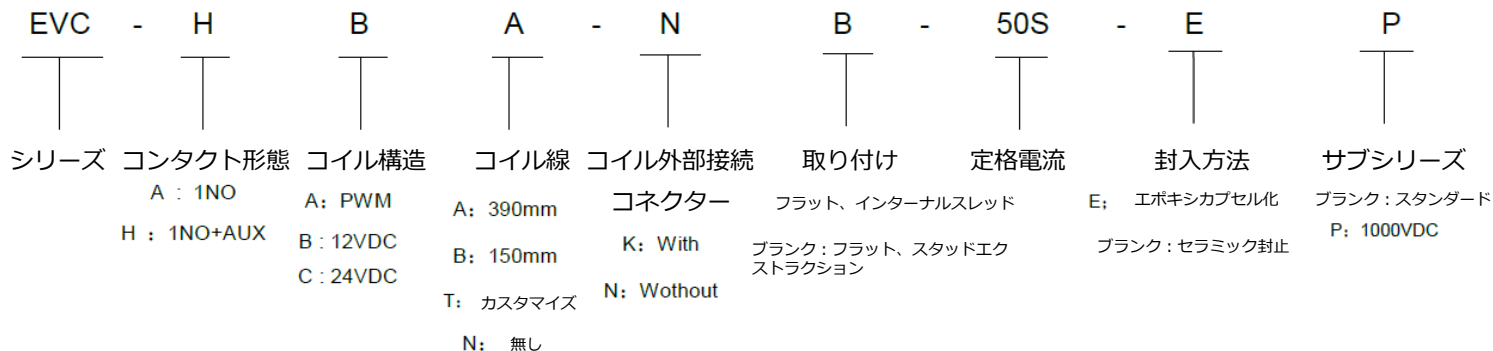 EVC - H B A - N B - 50S - E P
シリーズ
コンタクト形態
A : 1NO
H : 1NO+AUX
コイル構造
A: PWM
B : 12VDC
C : 24VDC
コイル線
A: 390mm
B: 150mm
T: カスタマイズ
N: 無し
コイル外部接続
コネクター
K: With
N: Wothout
取り付け
フラット、インターナルスレッド
ブランク：フラット、スタッドエク
ストラクション
定格電流
封入方法
E; エポキシカプセル化
ブランク：セラミック封止
サブシリーズ
ブランク：スタンダード
P: 1000VDC